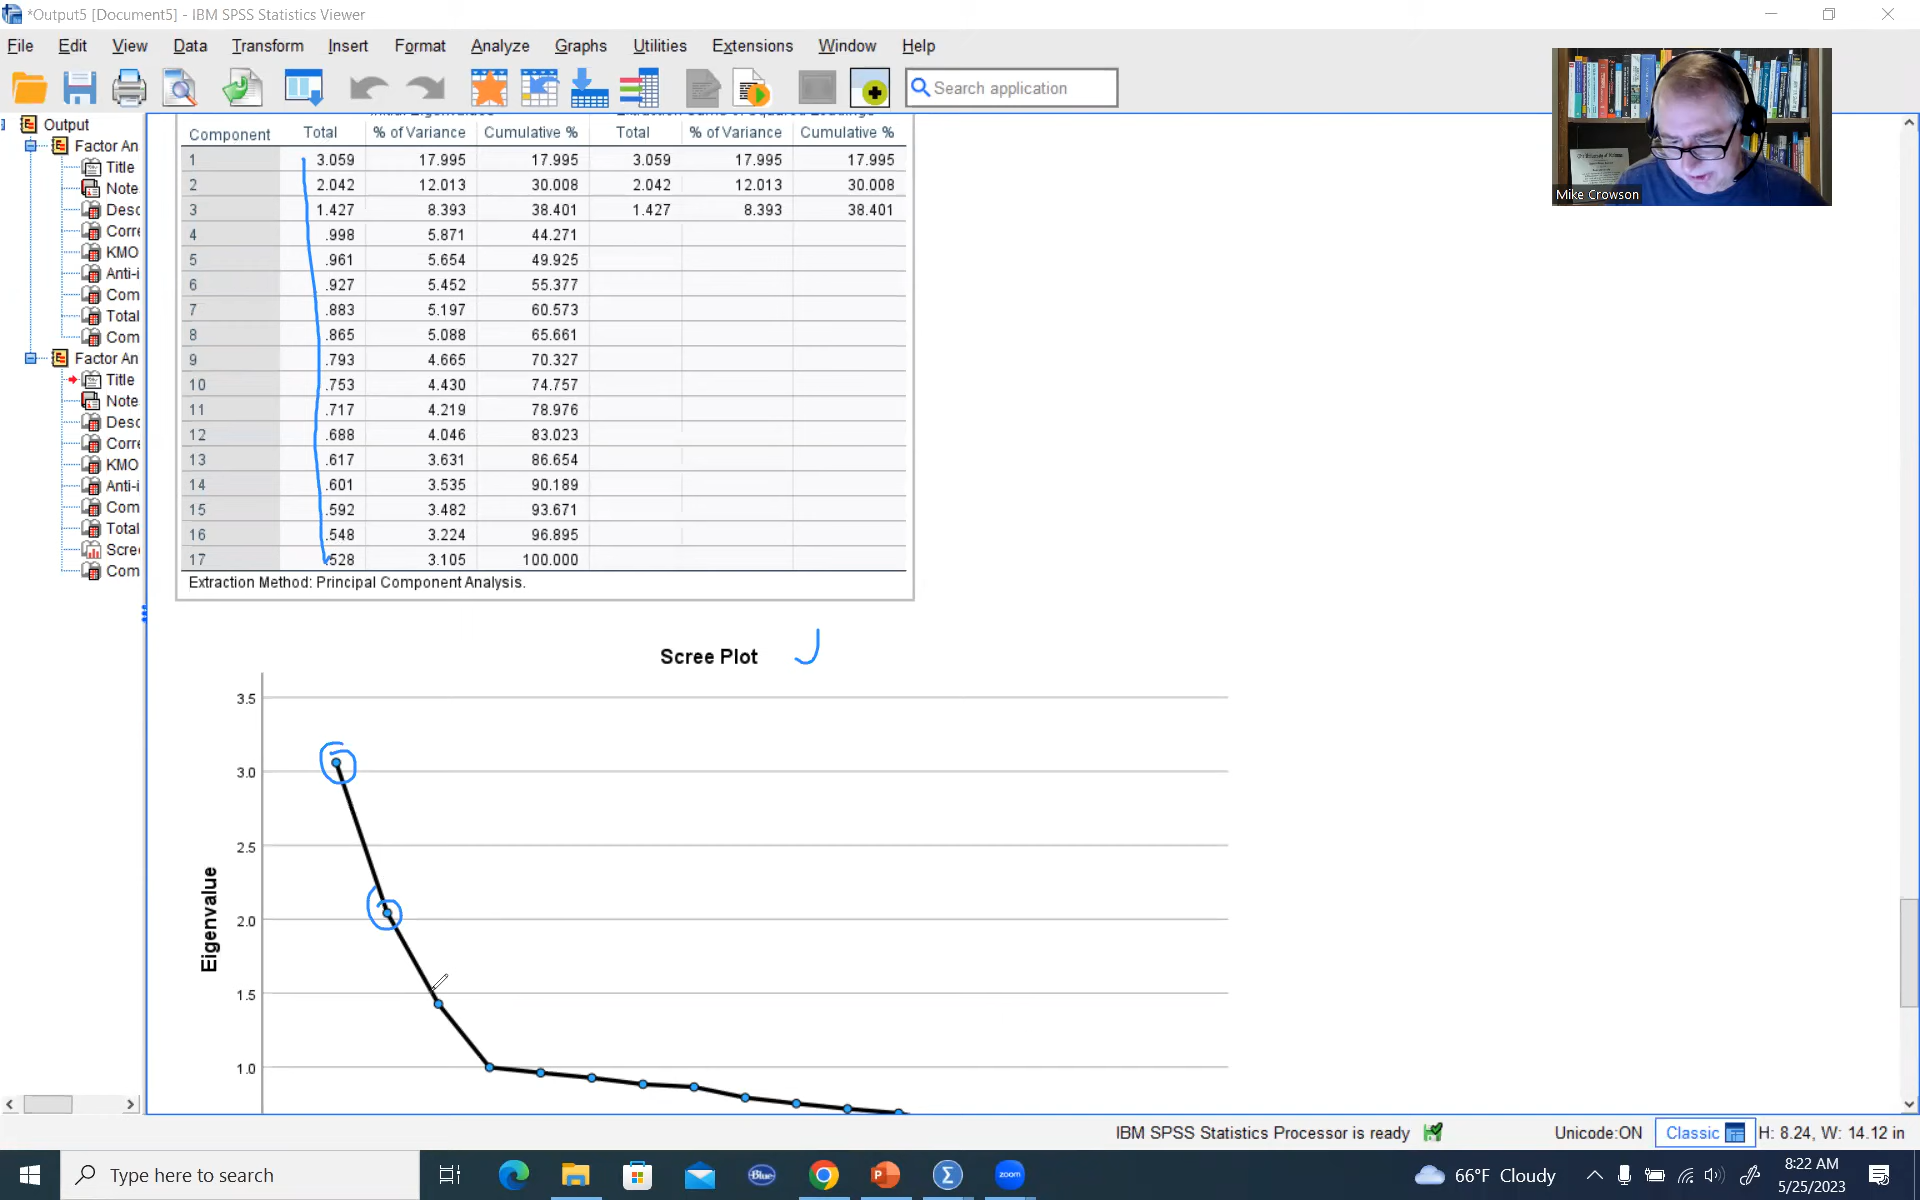 *Output5 [Document5] - IBM SPSS Statistics Viewer
File Edit View Data Transform Insert Format Analyze Graphs Utilities Extensions Window Help
Search application
Mike Crowson
Output
Factor An
Title
Note
Desc
Corre
KMO
Anti-i
Com
Total
Com
Factor An
Title
Note
Desc
Corre
KMO
Anti-i
Com
Total
Scree
Com
Component Total % of Variance Cumulative % Total % of Variance Cumulative %
1 3.059 17.995 17.995 3.059 17.995 17.995
2 2.042 12.013 30.008 2.042 12.013 30.008
3 1.427 8.393 38.401 1.427 8.393 38.401
4 .998 5.871 44.271
5 .961 5.654 49.925
6 .927 5.452 55.377
7 .883 5.197 60.573
8 .865 5.088 65.661
9 .793 4.665 70.327
10 .753 4.430 74.757
11 .717 4.219 78.976
12 .688 4.046 83.023
13 .617 3.631 86.654
14 .601 3.535 90.189
15 .592 3.482 93.671
16 .548 3.224 96.895
17 .528 3.105 100.000
Extraction Method: Principal Component Analysis.
Scree Plot
Eigenvalue
3.5
3.0
2.5
2.0
1.5
1.0
IBM SPSS Statistics Processor is ready Unicode:ON Classic H: 8.24, W: 14.12 in
Type here to search
Blue
zoom
66°F Cloudy
8:22 AM
5/25/2023